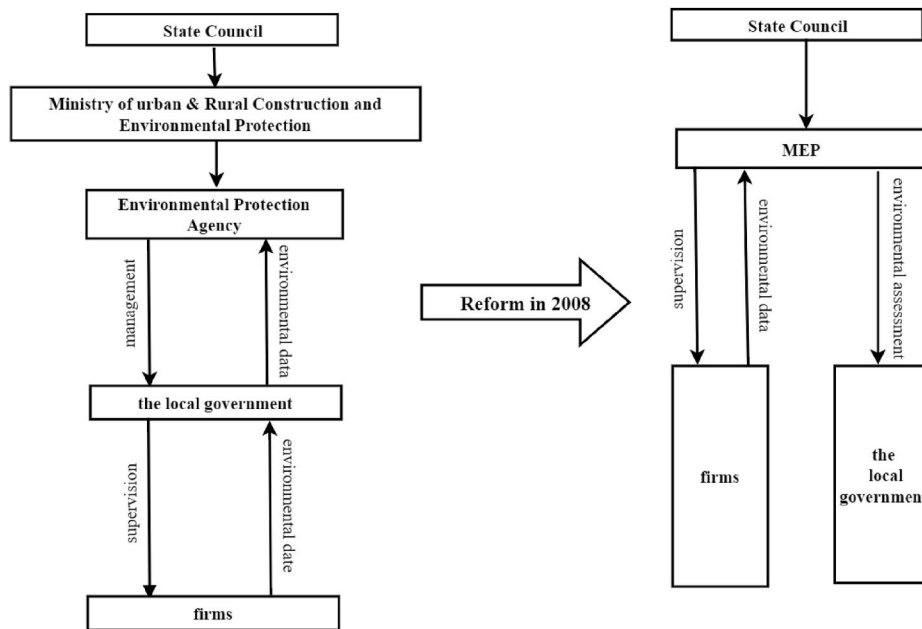 State Council
Ministry of urban & Rural Construction and
Environmental Protection
Environmental Protection
Agency
management
environmental data
the local government
supervision
environmental date
firms
Reform in 2008
State Council
MEP
supervision
environmental data
environmental assessment
firms
the
local
government